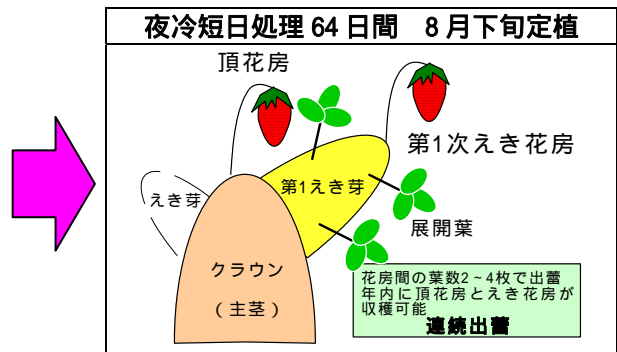 夜冷短日処理 64 日間　8 月下旬定植
頂花房
第1次えき花房
えき芽
第1えき芽
展開葉
クラウン
（主茎）
花房間の葉数2~4枚で出蕾
年内に頂花房とえき花房が
収穫可能
連続出蕾